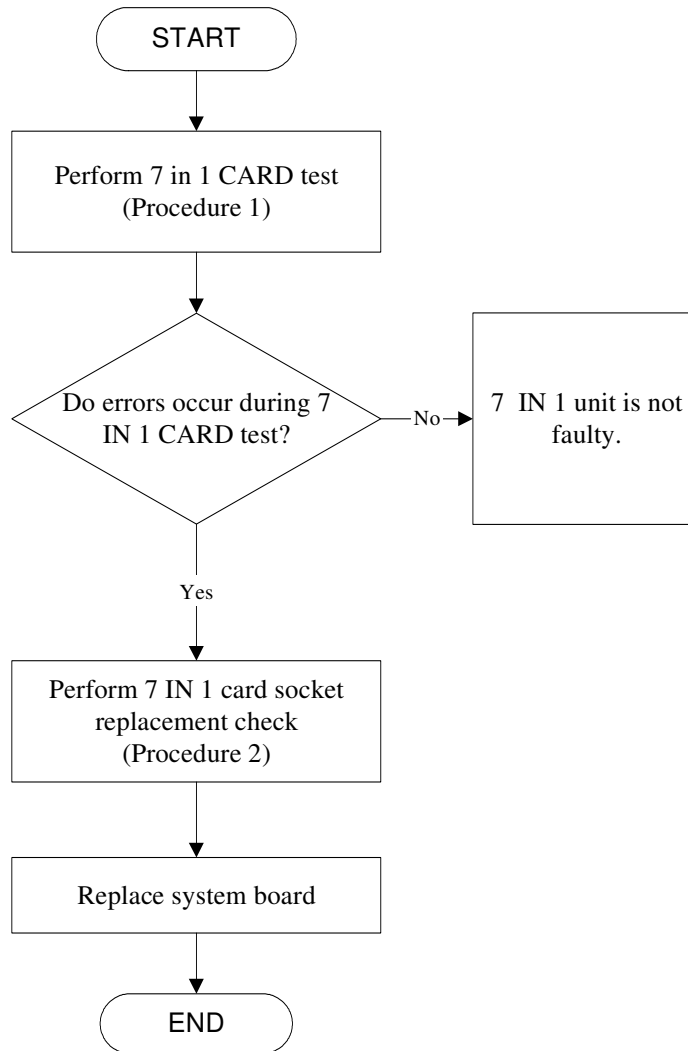 START
Perform 7 in 1 CARD test
(Procedure 1)
Do errors occur during 7
IN 1 CARD test?
No
7 IN 1 unit is not
faulty.
Yes
Perform 7 IN 1 card socket
replacement check
(Procedure 2)
Replace system board
END